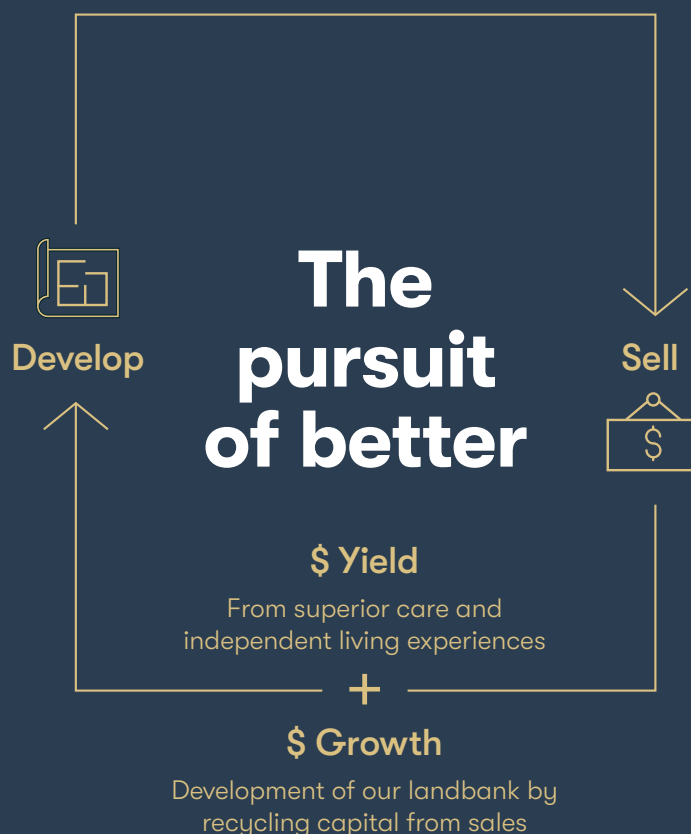 The
pursuit
of better
Develop
Sell
$
$ Yield
From superior care and
independent living experiences
+
$ Growth
Development of our landbank by
recycling capital from sales